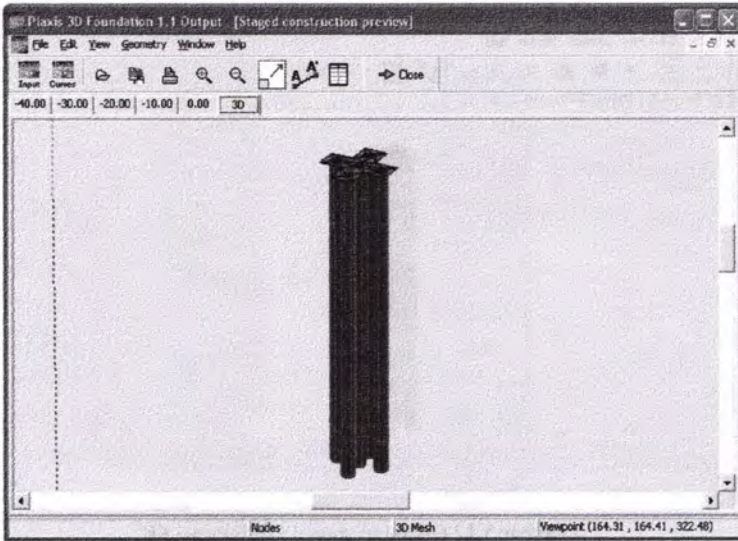 Plaxis 3D Foundation 1.1 Output [Staged construction preview]
File Edit View Geometry Window Help
Input Curves A A* Close
-40.00 -30.00 -20.00 -10.00 0.00 3D
Nodes 3D Mesh Viewpoint (164.31 , 164.41 , 322.48)